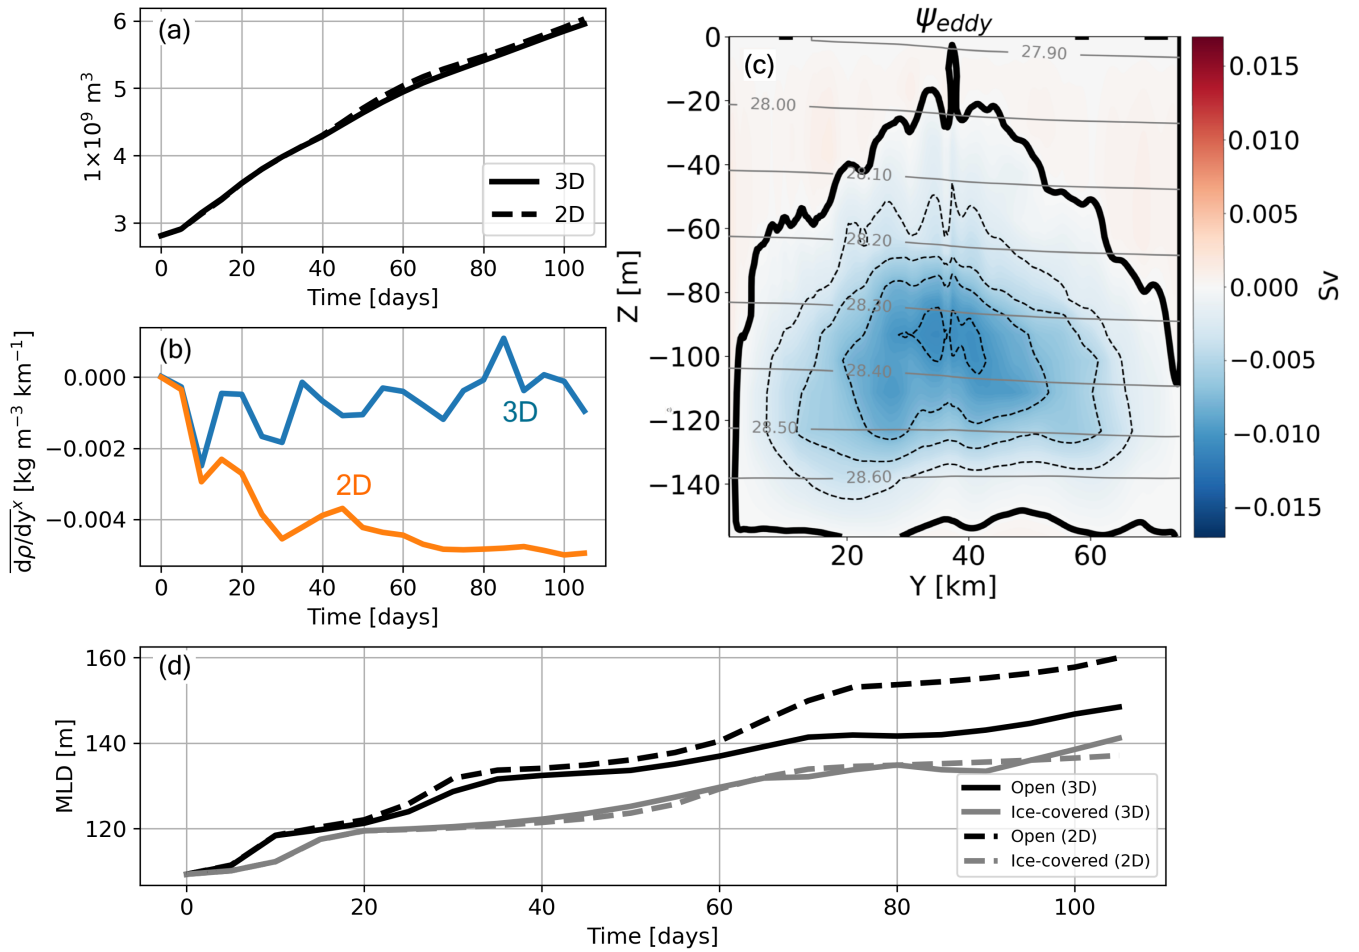 (a)
1×10⁹ m³
6
5
4
3
3D
2D
0 20 40 60 80 100
Time [days]
(b)
dρ/dyˣ [kg m⁻³ km⁻¹]
0.000
−0.002
−0.004
3D
2D
0 20 40 60 80 100
Time [days]
ψeddy
(c)
Z [m]
0
−20
−40
−60
−80
−100
−120
−140
27.90
28.00
28.10
28.20
28.30
28.40
28.50
28.60
20 40 60
Y [km]
0.015
0.010
0.005
0.000
−0.005
−0.010
−0.015
Sv
(d)
MLD [m]
160
140
120
Open (3D)
Ice-covered (3D)
Open (2D)
Ice-covered (2D)
0 20 40 60 80 100
Time [days]